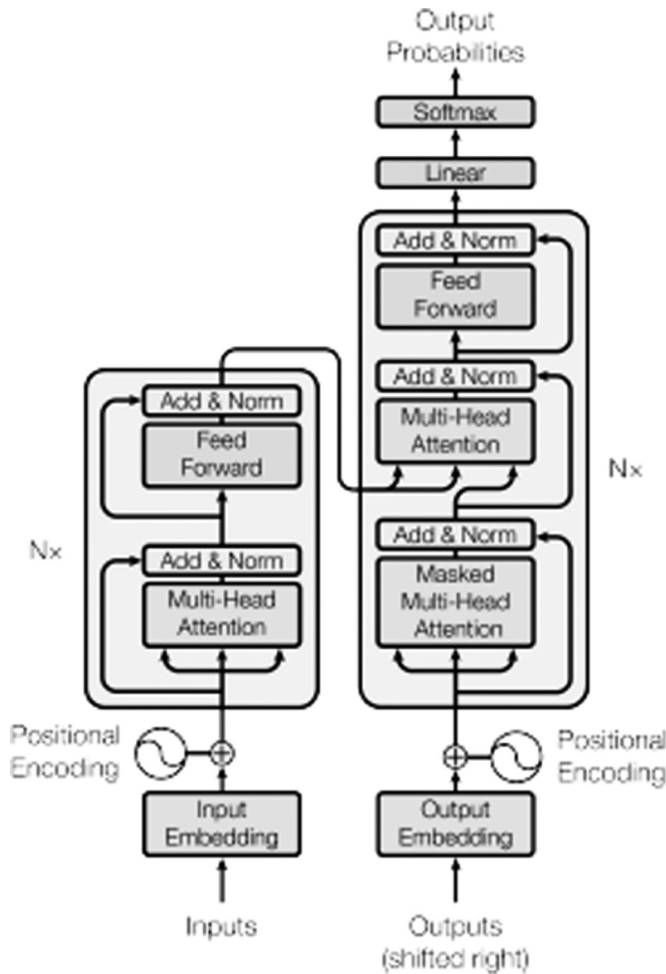 Output
Probabilities
Softmax
Linear
Add & Norm
Feed
Forward
Add & Norm
Multi-Head
Attention
Nx
Add & Norm
Masked
Multi-Head
Attention
Add & Norm
Feed
Forward
Nx
Add & Norm
Multi-Head
Attention
Positional
Encoding
Positional
Encoding
Input
Embedding
Output
Embedding
Inputs
Outputs
(shifted right)